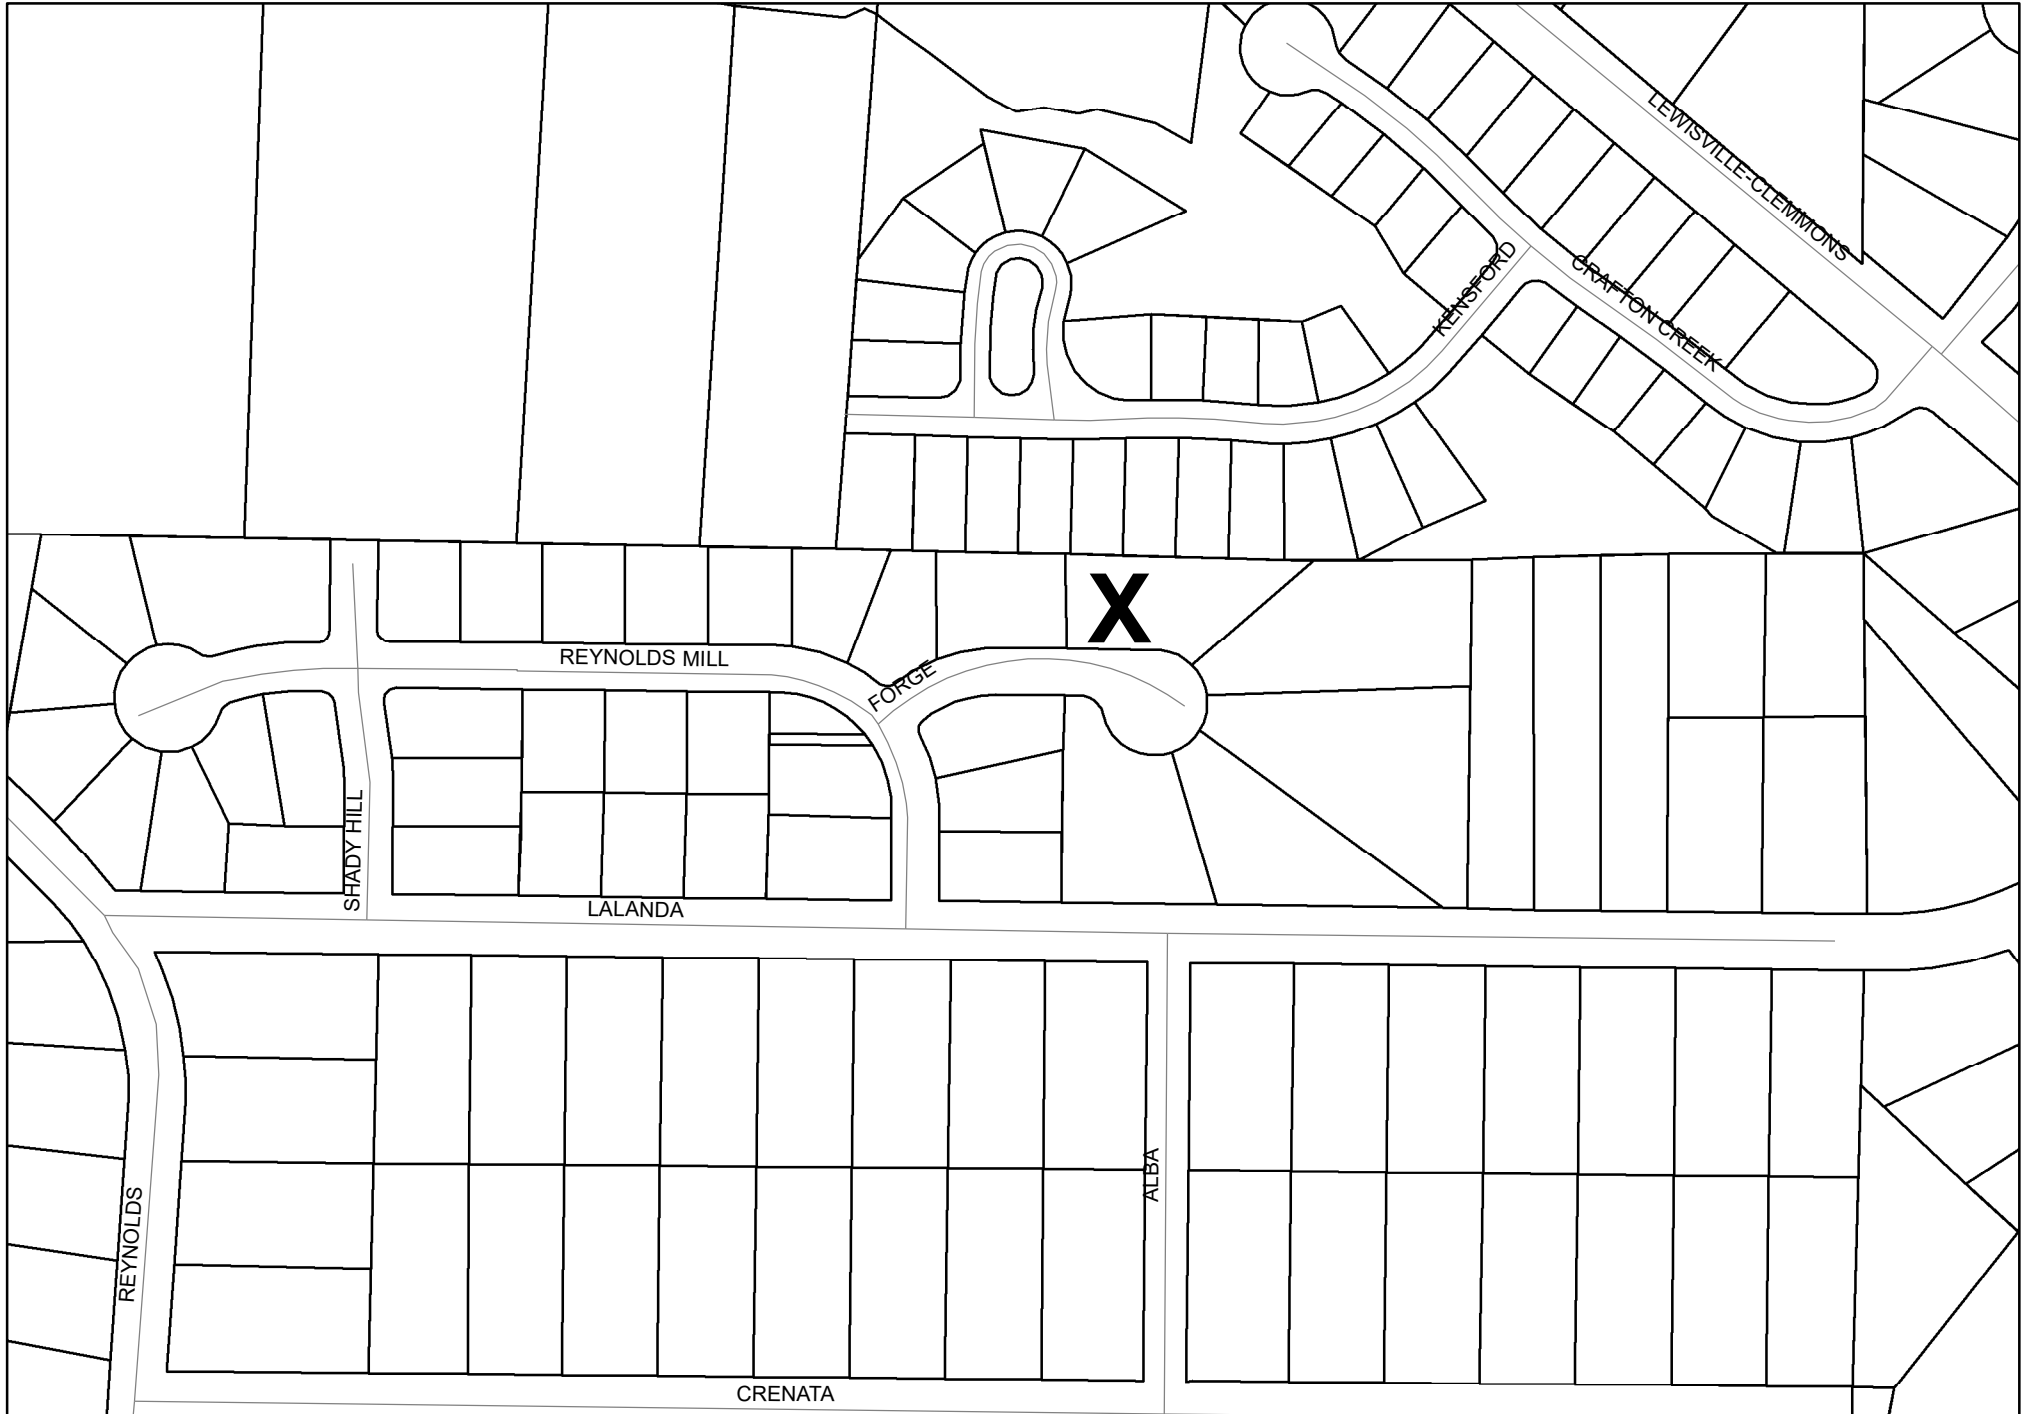 LEWISVILLE-CLEMMONS
KENSFORD
CRAFTON CREEK
X
REYNOLDS MILL
FORGE
SHADY HILL
LALANDA
ALBA
REYNOLDS
CRENATA